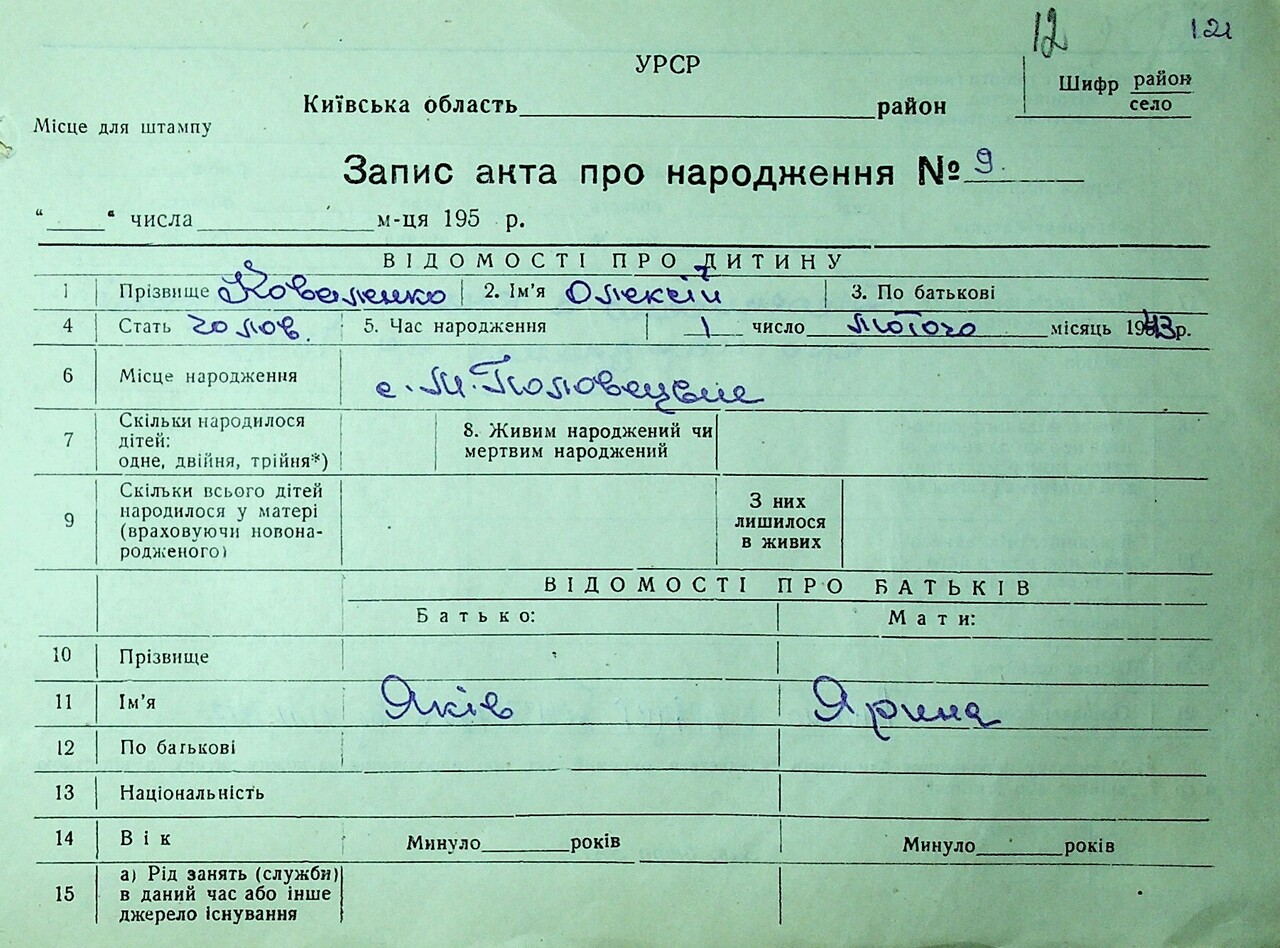 12 121
УРСР
Київська область район Шифр район село
Місце для штампу
Запис акта про народження № 9.
“ “ числа м-ця 195 р.
ВІДОМОСТІ ПРО ДИТИНУ
1 Прізвище Коваленко 2. Ім'я Олексій 3. По батькові
4 Стать чолов. 5. Час народження 1 число лютого місяць 1943 р.
6 Місце народження с. М. Половецьке
7 Скільки народилося дітей: одне, двійня, трійня*) 8. Живим народжений чи мертвим народжений
9 Скільки всього дітей народилося у матері (враховуючи новонародженого) З них лишилося в живих
ВІДОМОСТІ ПРО БАТЬКІВ
Батько: Мати:
10 Прізвище
11 Ім'я Яків Ярина
12 По батькові
13 Національність
14 Вік Минуло років Минуло років
15 а) Рід занять (служби) в даний час або інше джерело існування